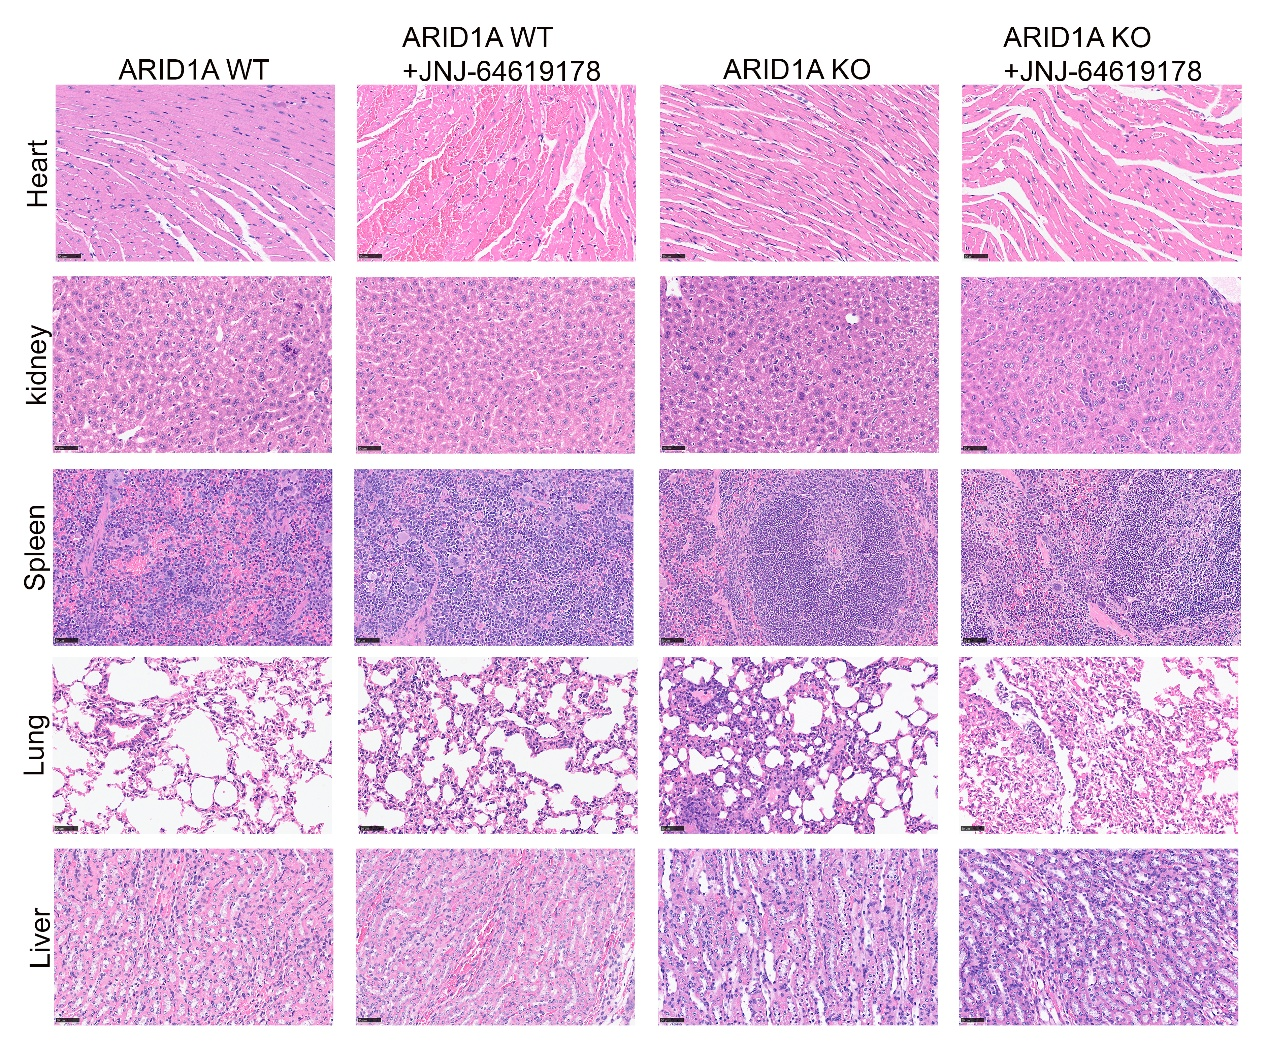 ARID1A WT
ARID1A WT
+JNJ-64619178
ARID1A KO
ARID1A KO
+JNJ-64619178
Heart
kidney
Spleen
Lung
Liver